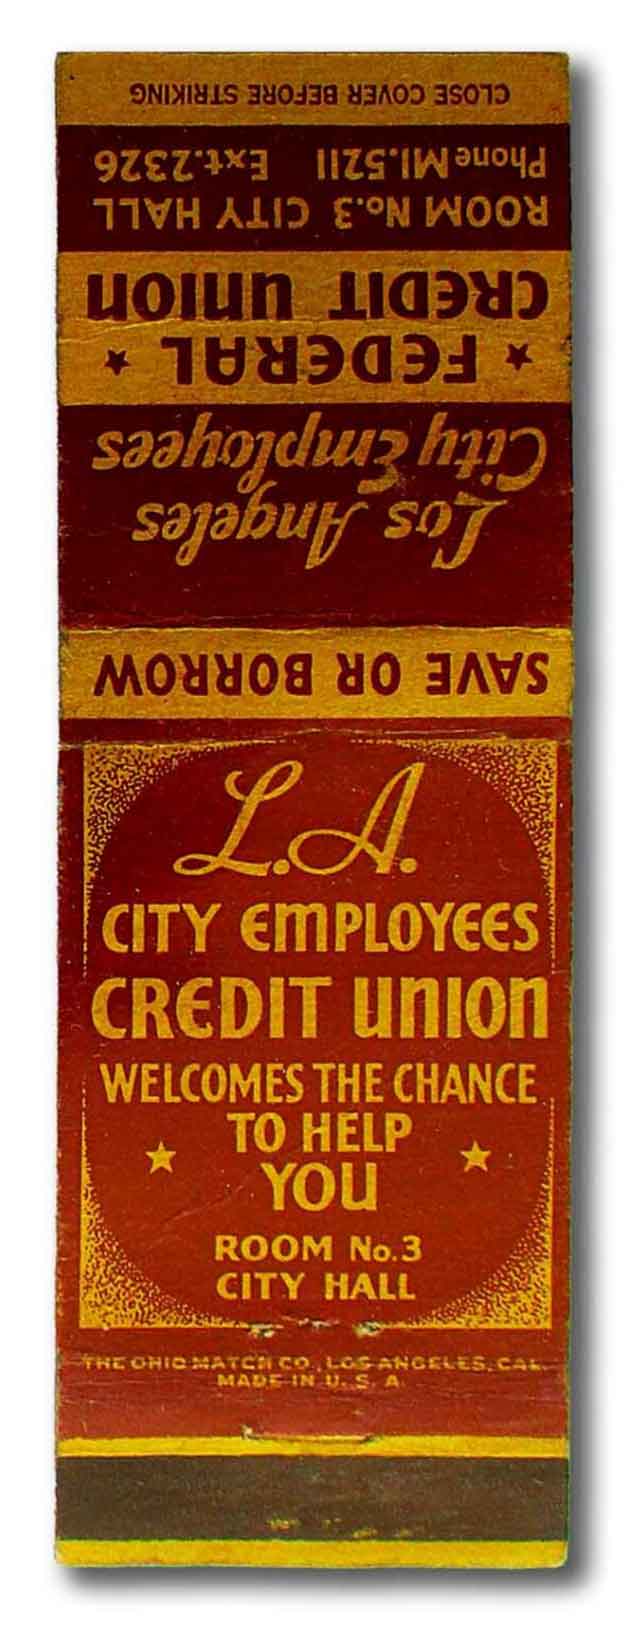 CLOSE COVER BEFORE STRIKING
ROOM No.3 CITY HALL
Phone MI.5211 Ext.2326
★ FEDERAL ★
CREDIT UNION
Los Angeles
City Employees
SAVE OR BORROW
L.A.
CITY EMPLOYEES
CREDIT UNION
WELCOMES THE CHANCE
TO HELP
★ YOU ★
ROOM No.3
CITY HALL
THE OHIO MATCH CO., LOS ANGELES, CAL.
MADE IN U. S. A.